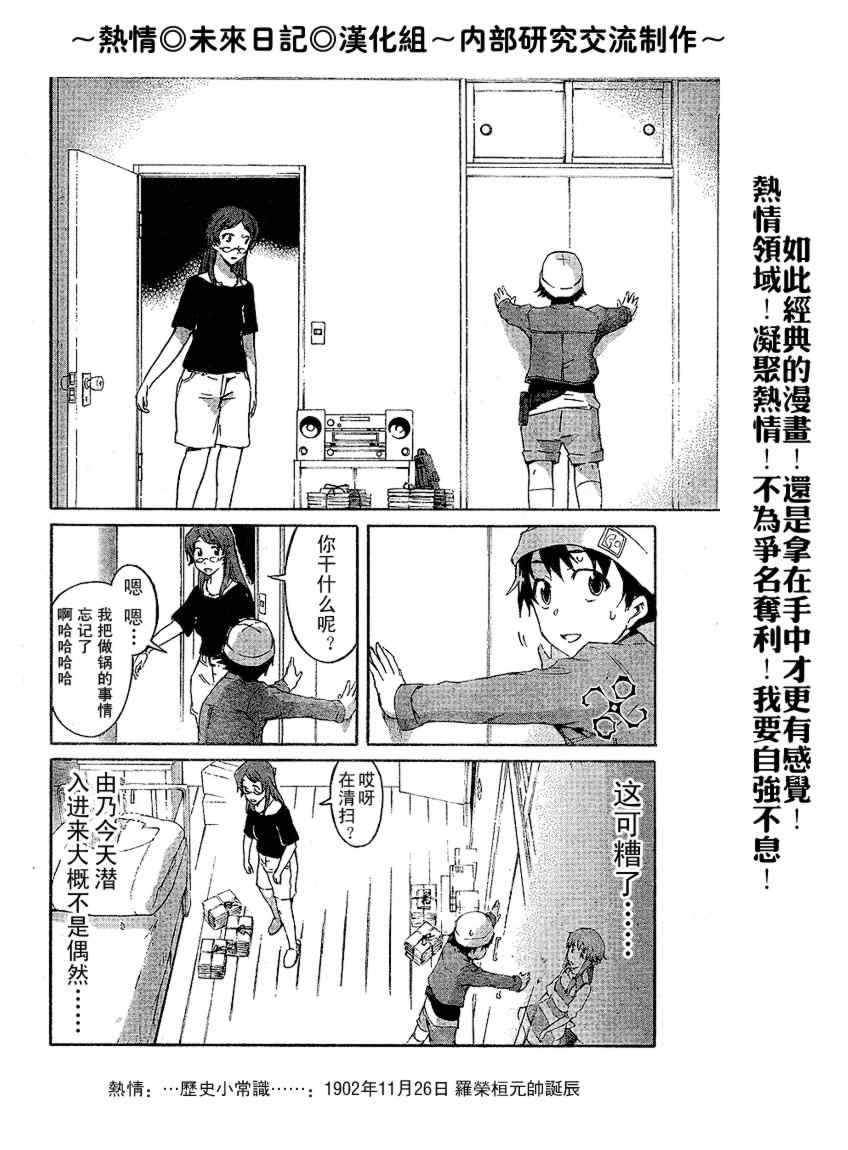 ～熱情◎未來日記◎漢化組～内部研究交流制作～
如此經典的漫畫！還是拿在手中才更有感覺！
熱情領域！凝聚熱情！不為爭名奪利！我要自強不息！
你干什么呢？
嗯嗯…
我把做锅的事情
忘记了
啊哈哈哈哈
这可糟了……
哎呀
在清扫？
由乃今天潜
入进来大概不是偶然……
熱情：…歷史小常識……：1902年11月26日 羅榮桓元帥誕辰